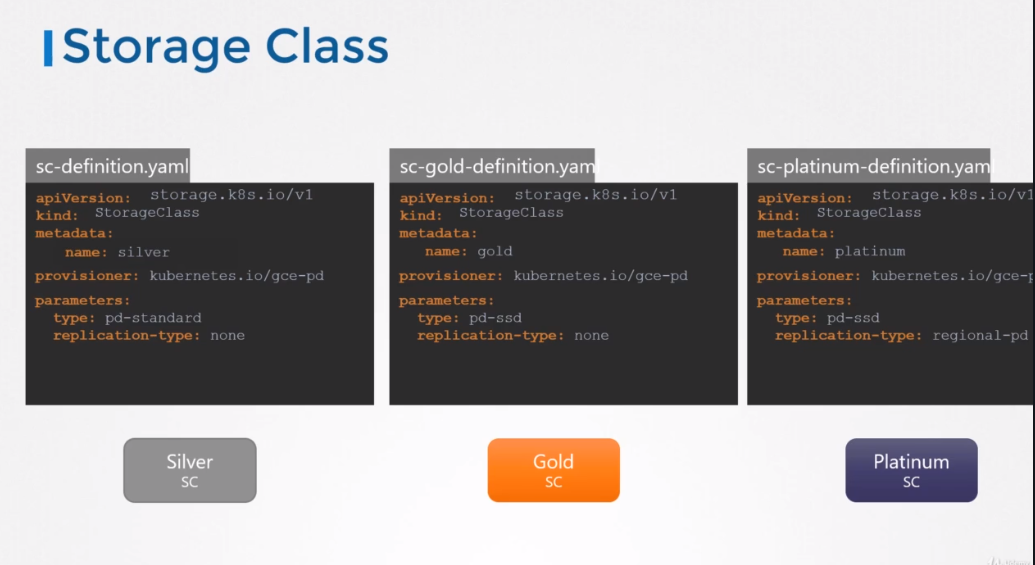 Storage Class
sc-definition.yaml
apiVersion: storage.k8s.io/v1
kind: StorageClass
metadata:
name: silver
provisioner: kubernetes.io/gce-pd
parameters:
type: pd-standard
replication-type: none
Silver
SC
sc-gold-definition.yam
apiVersion: storage.k8s.io/v1
kind: StorageClass
metadata:
name: gold
provisioner: kubernetes.io/gce-pd
parameters:
type: pd-ssd
replication-type: none
Gold
SC
sc-platinum-definition.yaml
apiVersion: storage.k8s.io/v1
kind: StorageClass
metadata:
name: platinum
provisioner: kubernetes.io/gce-p
parameters:
type: pd-ssd
replication-type: regional-pd
Platinum
SC